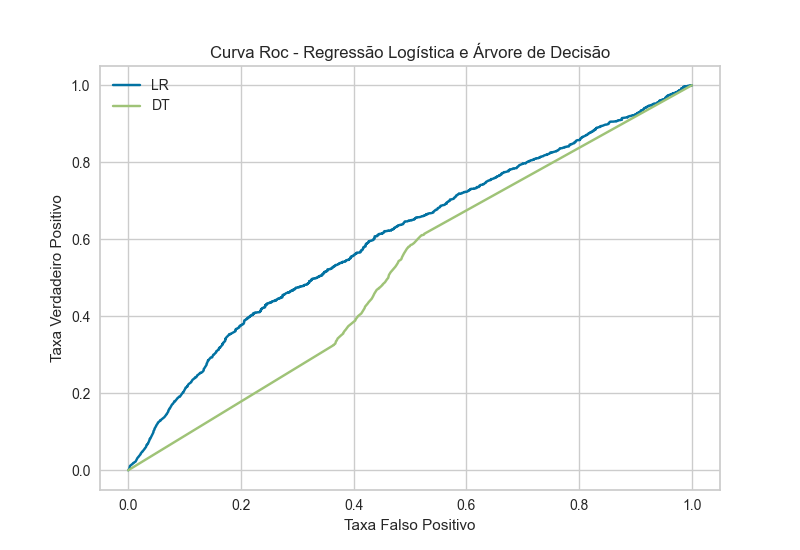 Curva Roc - Regressão Logística e Árvore de Decisão
LR
DT
1.0
0.8
0.6
0.4
0.2
0.0
Taxa Verdadeiro Positivo
0.0
0.2
0.4
0.6
0.8
1.0
Taxa Falso Positivo